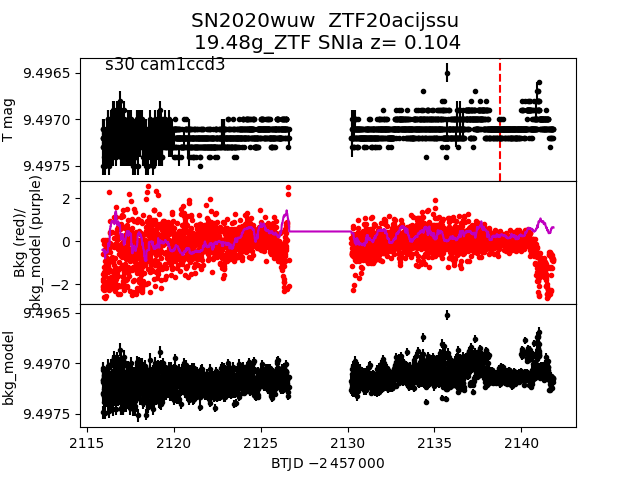 SN2020wuw ZTF20acijssu
19.48g_ZTF SNIa z= 0.104
s30 cam1ccd3
T mag
9.4965
9.4970
9.4975
Bkg (red)/
bkg_model (purple)
2
0
−2
bkg_model
9.4965
9.4970
9.4975
2115 2120 2125 2130 2135 2140
BTJD −2 457 000